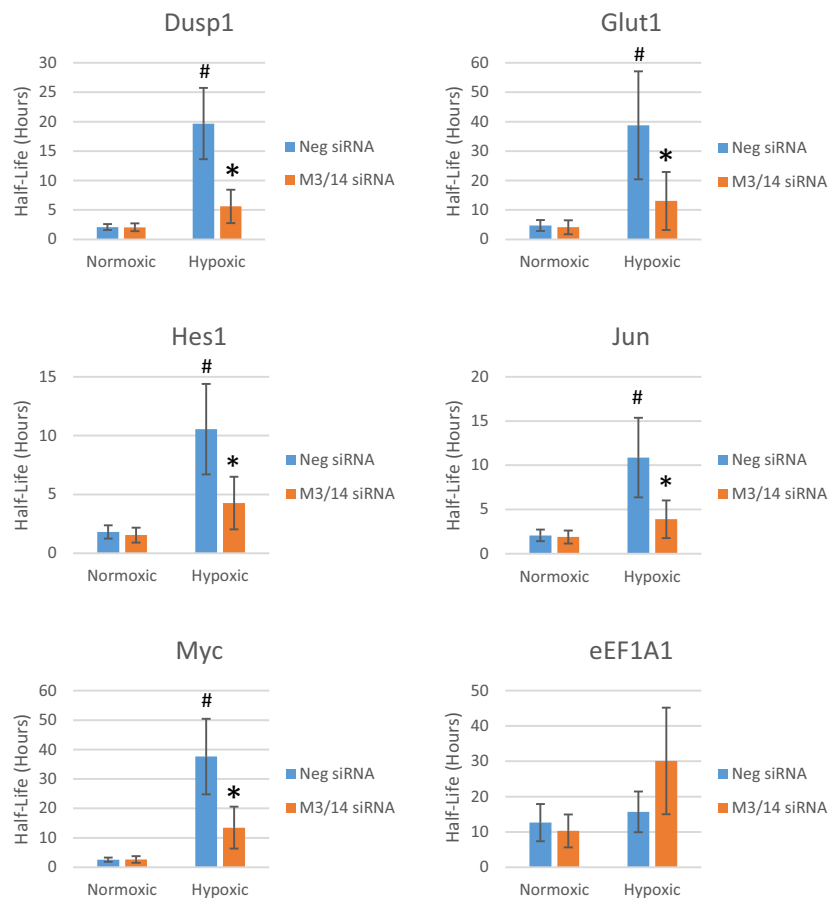 Dusp1
Half-Life (Hours)
30
25
20
15
10
5
0
#
*
Normoxic
Hypoxic
Neg siRNA
M3/14 siRNA
Glut1
Half-Life (Hours)
60
50
40
30
20
10
0
#
*
Normoxic
Hypoxic
Neg siRNA
M3/14 siRNA
Hes1
Half-Life (Hours)
15
10
5
0
#
*
Normoxic
Hypoxic
Neg siRNA
M3/14 siRNA
Jun
Half-Life (Hours)
20
15
10
5
0
#
*
Normoxic
Hypoxic
Neg siRNA
M3/14 siRNA
Myc
Half-Life (Hours)
60
50
40
30
20
10
0
#
*
Normoxic
Hypoxic
Neg siRNA
M3/14 siRNA
eEF1A1
Half-Life (Hours)
50
40
30
20
10
0
Normoxic
Hypoxic
Neg siRNA
M3/14 siRNA